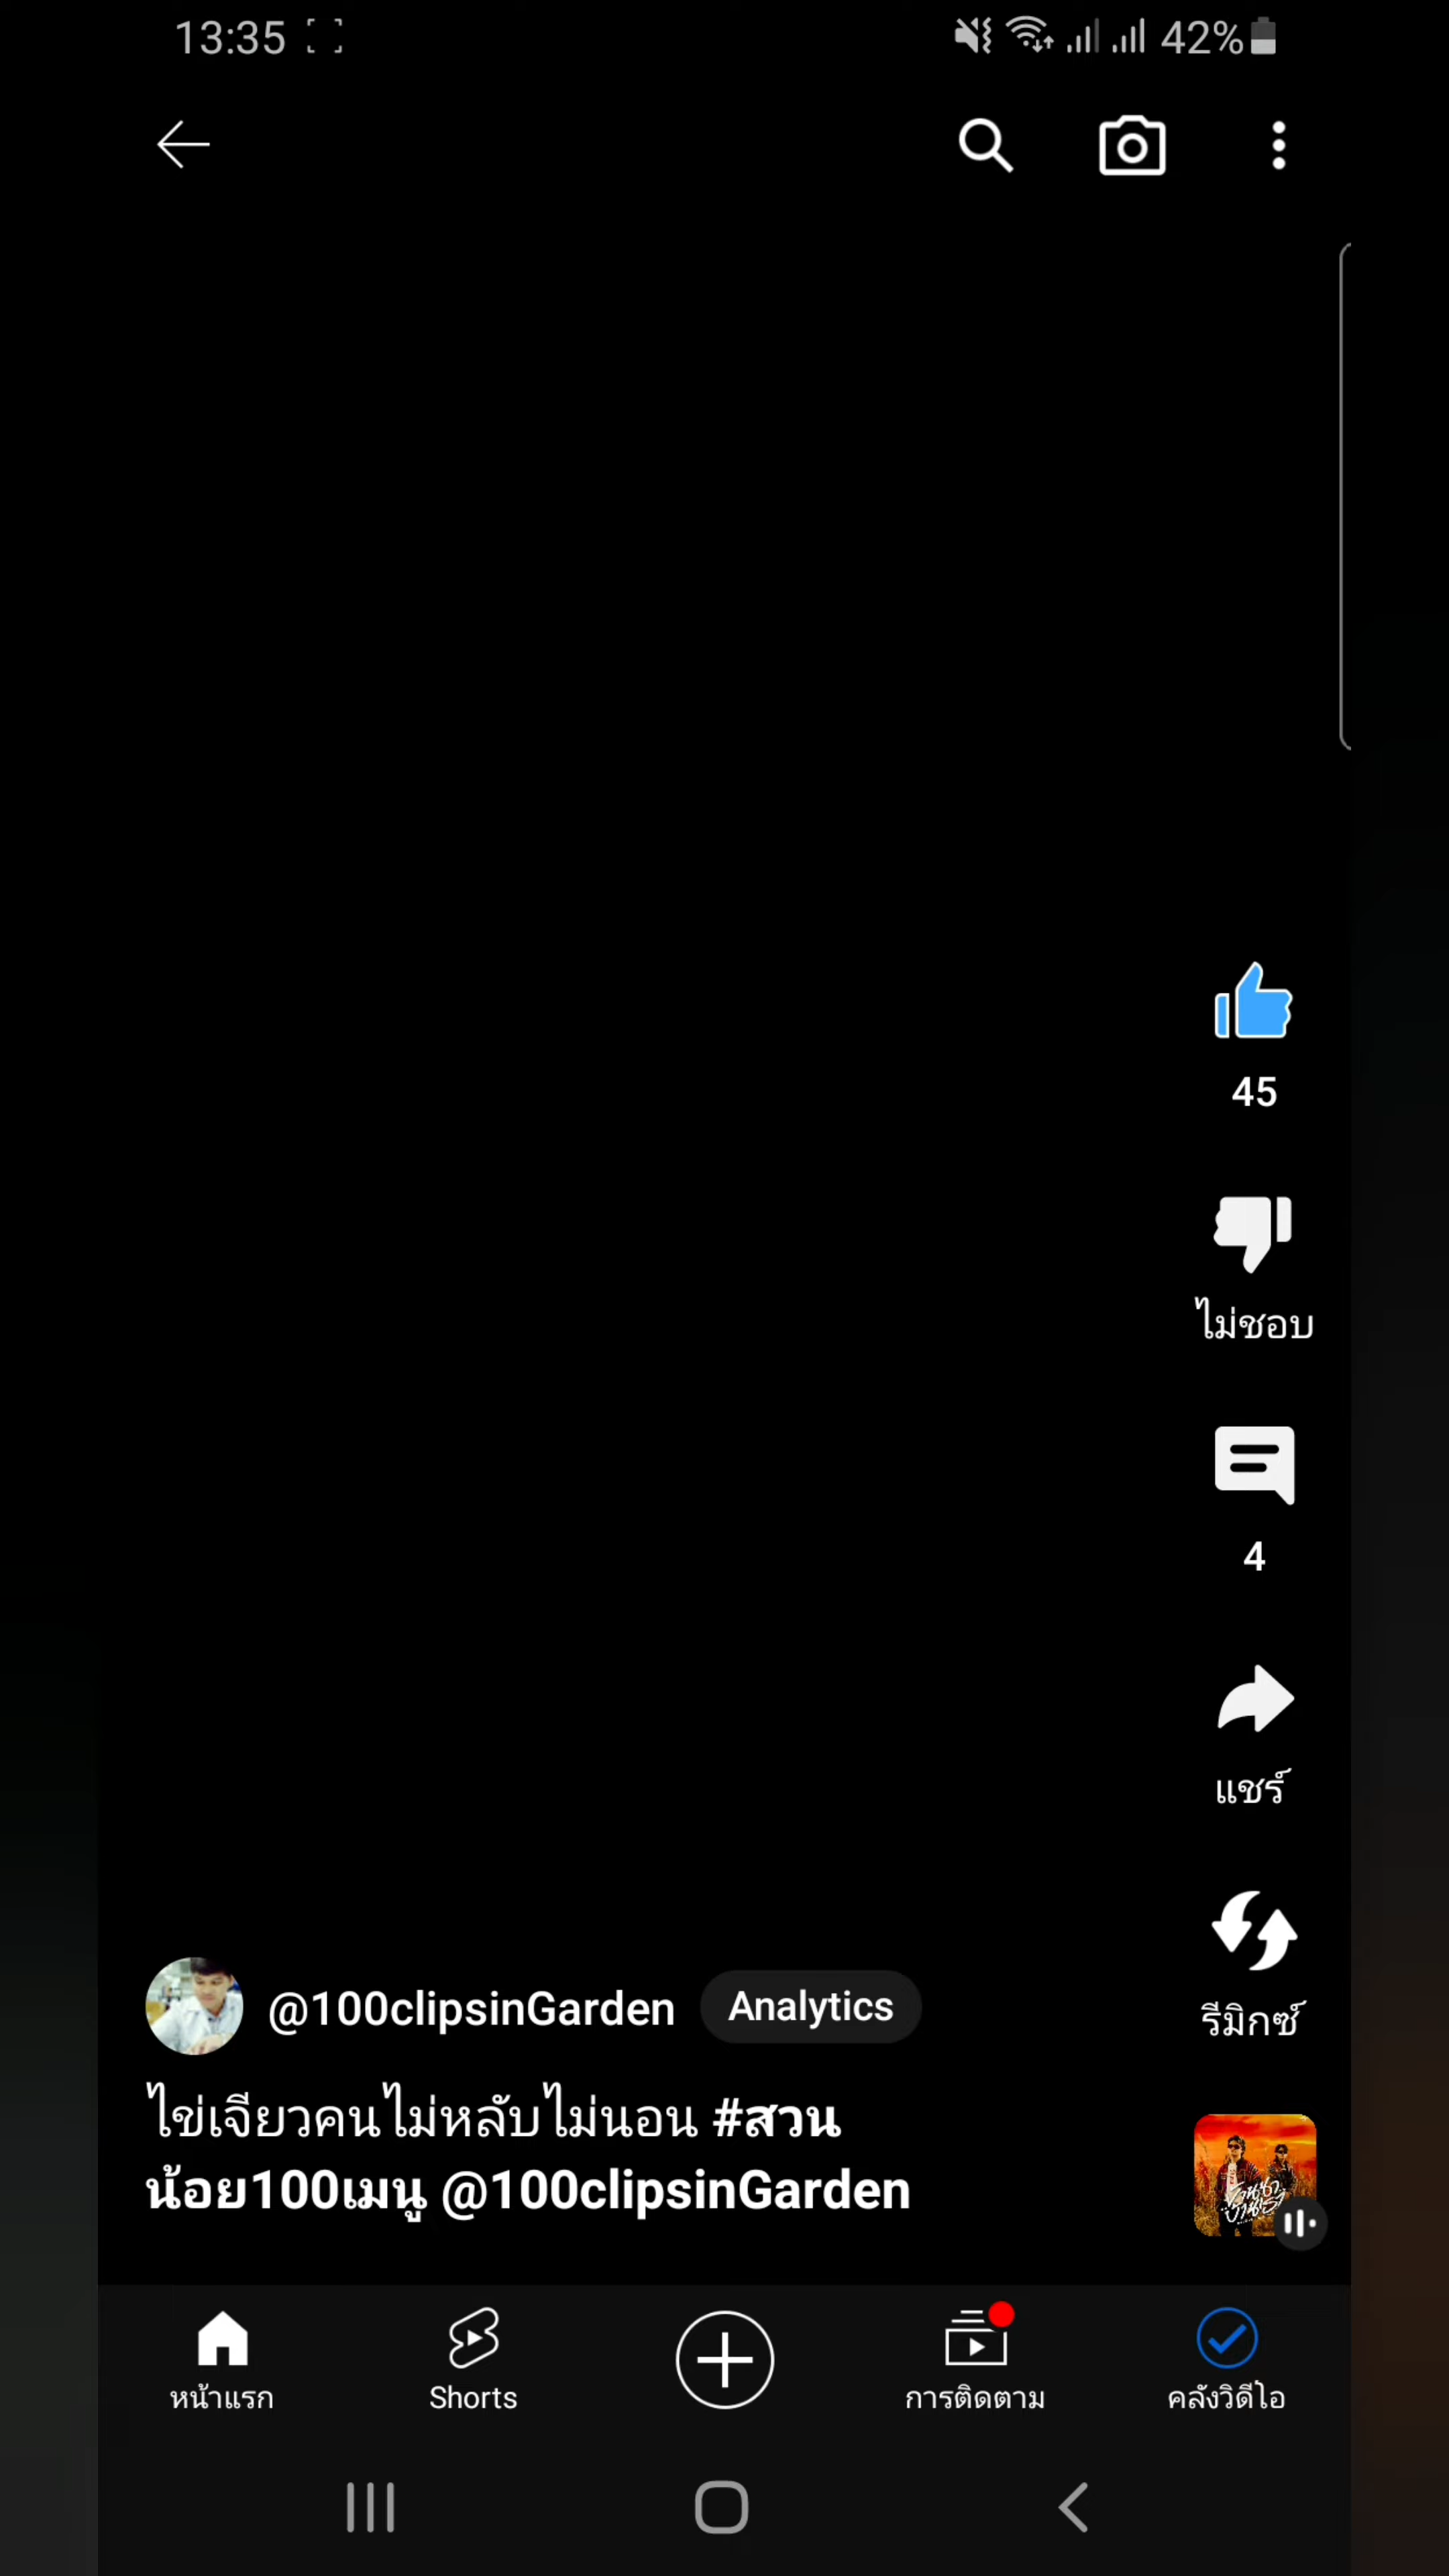 13:35
42%
45
ไม่ชอบ
4
แชร์
รีมิกซ์
@100clipsinGarden
Analytics
ไข่เจียวคนไม่หลับไม่นอน #สวน
น้อย100เมนู @100clipsinGarden
หน้าแรก
Shorts
การติดตาม
คลังวิดีโอ